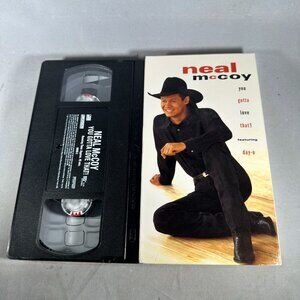 NEAL McCOY
YOU GOTTA LOVE THAT!
neal
mccoy
you
gotta
love
that!
featuring
day-o